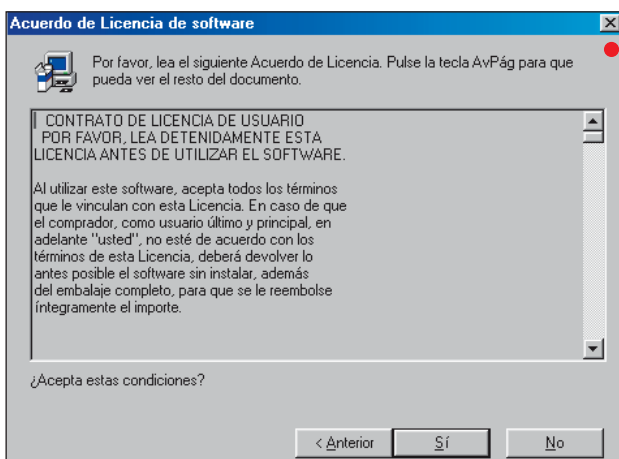 Acuerdo de Licencia de software
Por favor, lea el siguiente Acuerdo de Licencia. Pulse la tecla AvPág para que
pueda ver el resto del documento.
CONTRATO DE LICENCIA DE USUARIO
POR FAVOR, LEA DETENIDAMENTE ESTA
LICENCIA ANTES DE UTILIZAR EL SOFTWARE.
Al utilizar este software, acepta todos los términos
que le vinculan con esta Licencia. En caso de que
el comprador, como usuario último y principal, en
adelante "usted", no esté de acuerdo con los
términos de esta Licencia, deberá devolver lo
antes posible el software sin instalar, además
del embalaje completo, para que se le reembolse
íntegramente el importe.
¿Acepta estas condiciones?
< Anterior Sí No